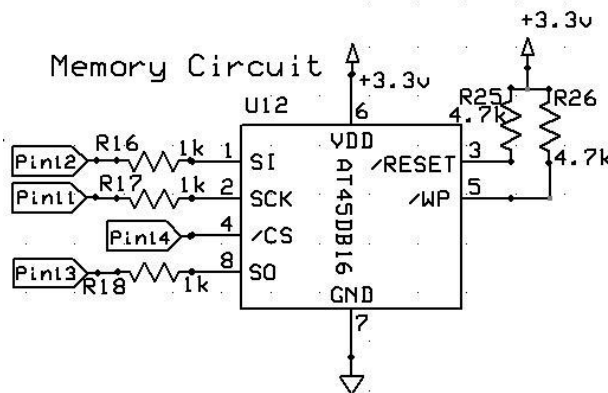 +3.3v
Memory Circuit
+3.3v
U12
6
R25
R26
4.7k
VDD
R16
1k
Pin12
1
SI
/RESET
3
4.7k
R17
1k
Pin11
2
SCK
AT45DB16
/WP
5
Pin14
4
/CS
Pin13
R18
1k
8
SO
GND
7